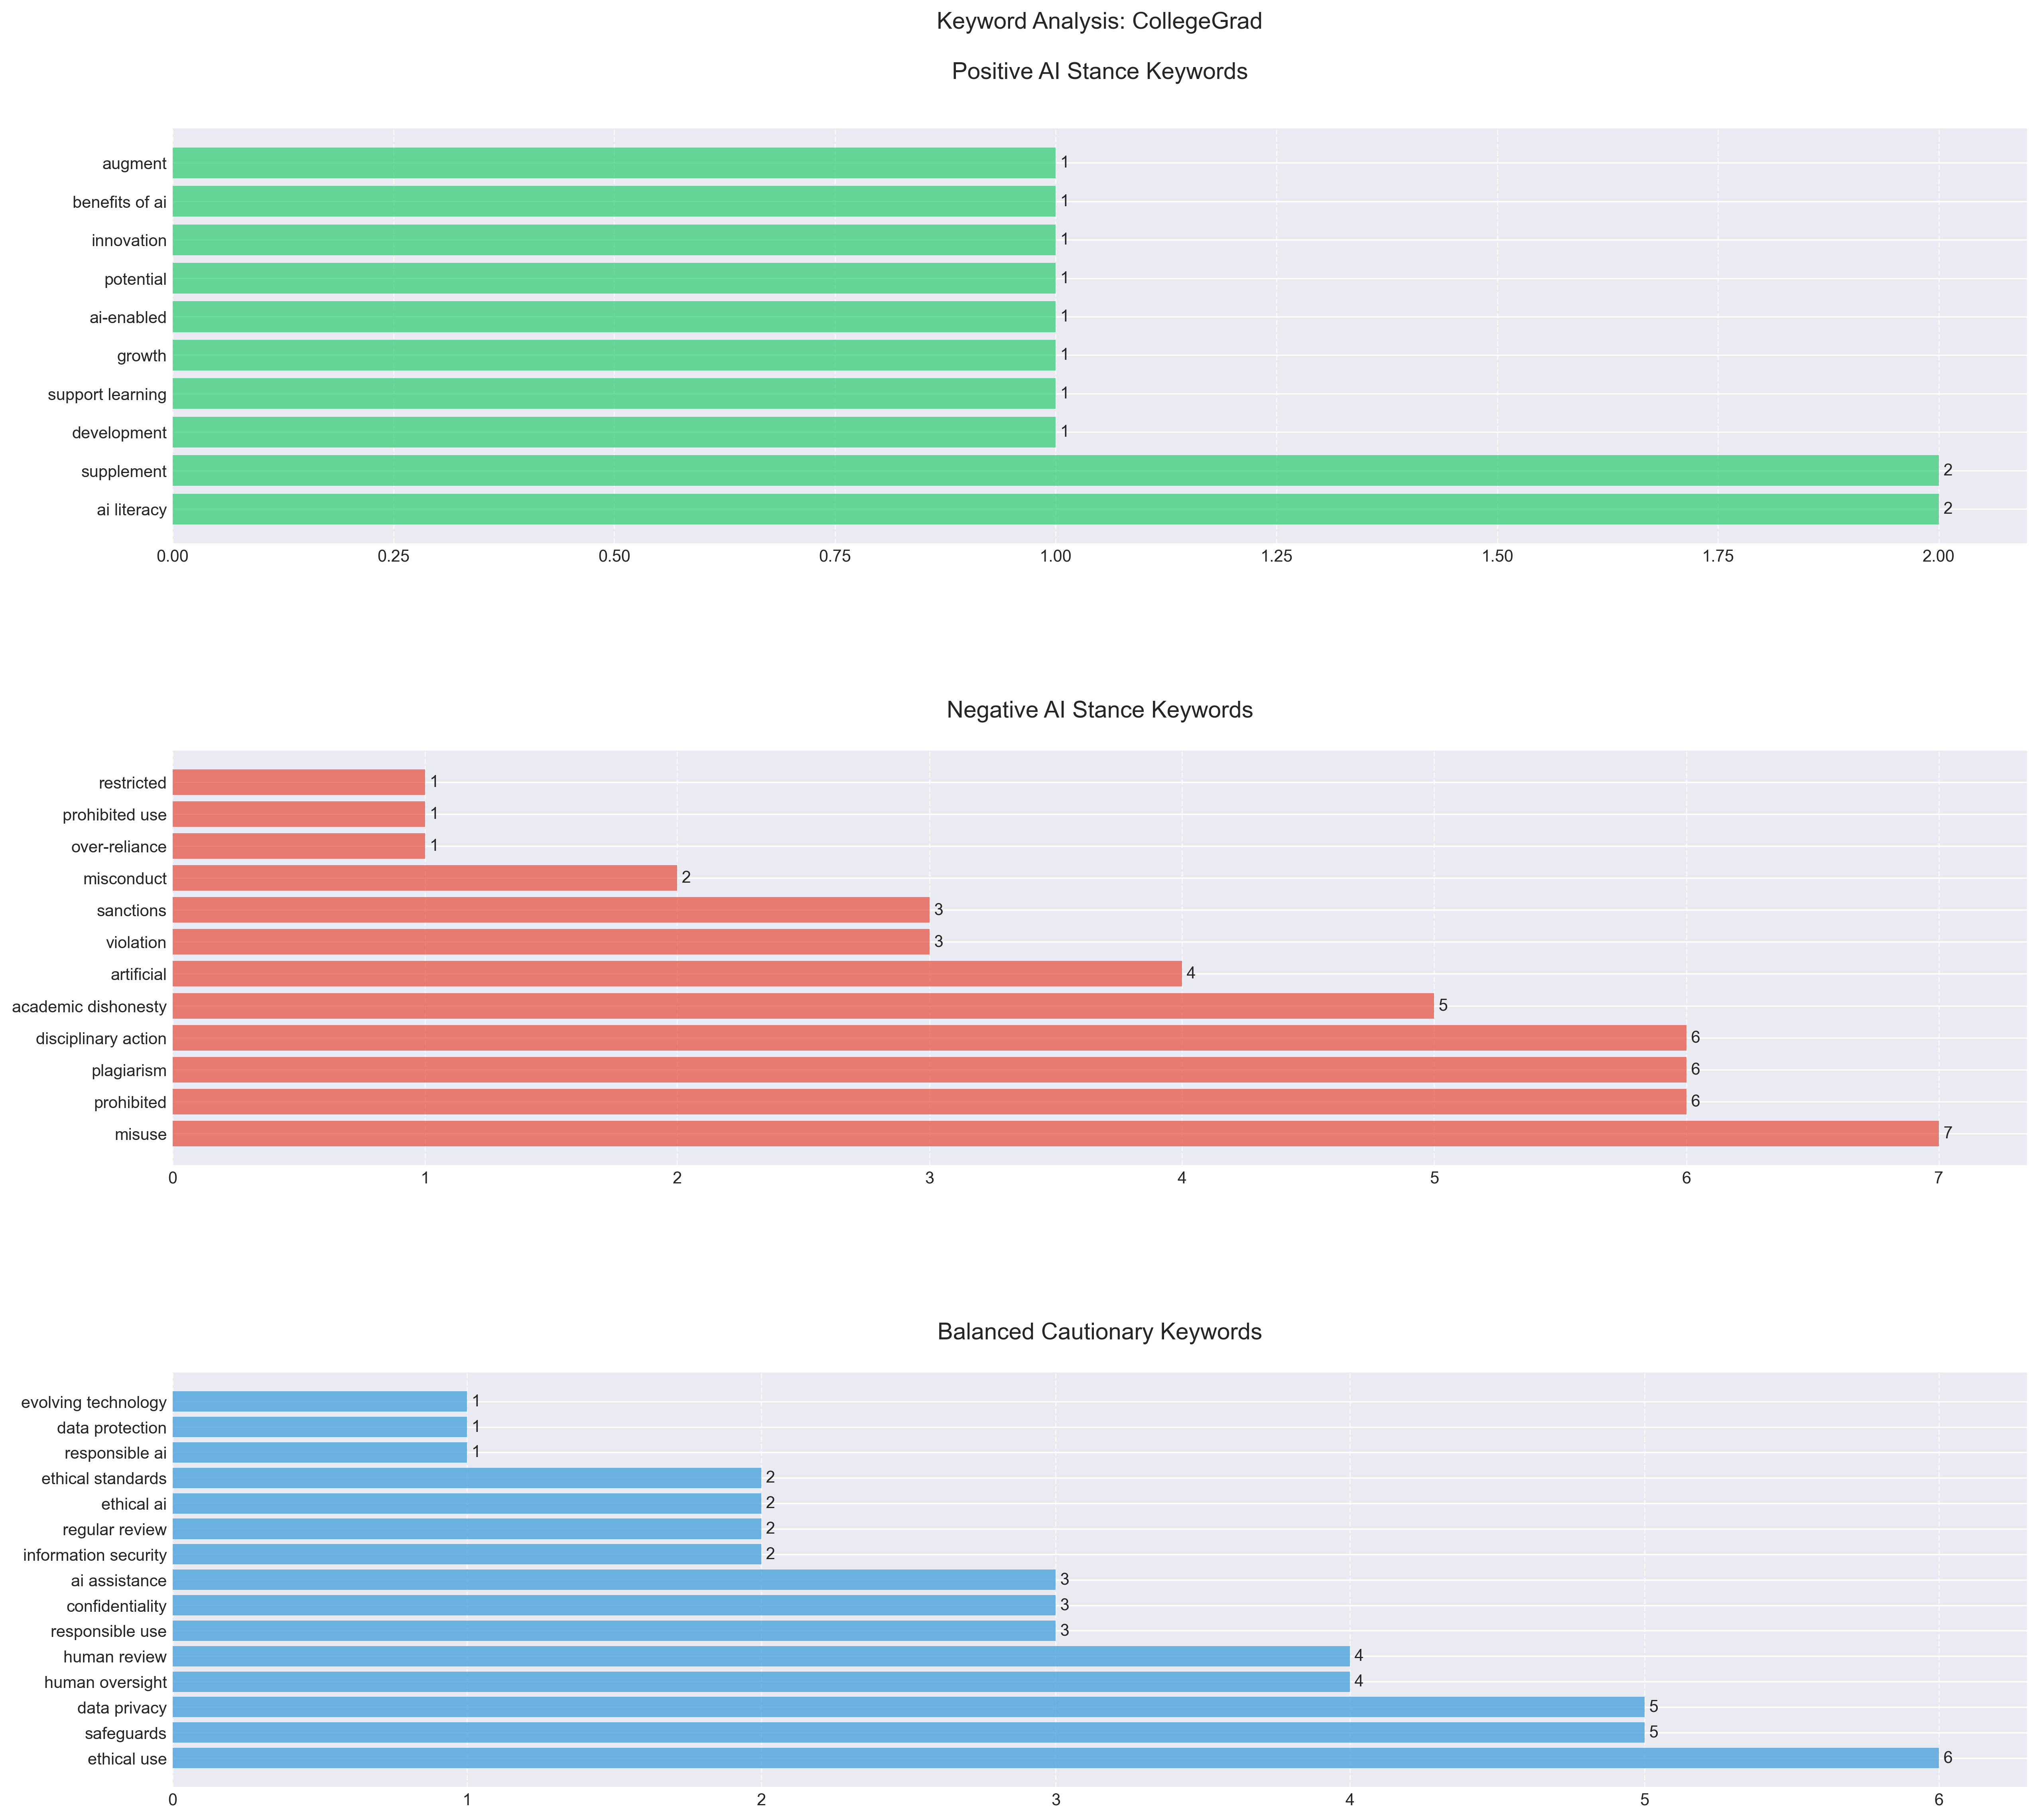 Keyword Analysis: CollegeGrad
Positive AI Stance Keywords
augment 1
benefits of ai 1
innovation 1
potential 1
ai-enabled 1
growth 1
support learning 1
development 1
supplement 2
ai literacy 2
0.00 0.25 0.50 0.75 1.00 1.25 1.50 1.75 2.00
Negative AI Stance Keywords
restricted 1
prohibited use 1
over-reliance 1
misconduct 2
sanctions 3
violation 3
artificial 4
academic dishonesty 5
disciplinary action 6
plagiarism 6
prohibited 6
misuse 7
0 1 2 3 4 5 6 7
Balanced Cautionary Keywords
evolving technology 1
data protection 1
responsible ai 1
ethical standards 2
ethical ai 2
regular review 2
information security 2
ai assistance 3
confidentiality 3
responsible use 3
human review 4
human oversight 4
data privacy 5
safeguards 5
ethical use 6
0 1 2 3 4 5 6